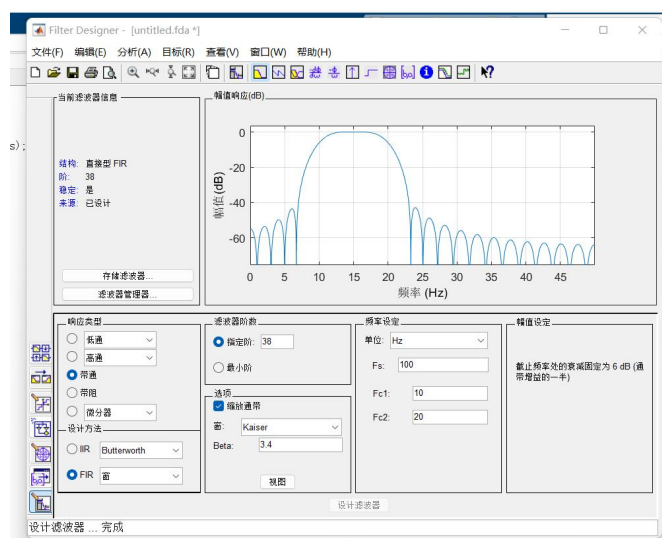 Filter Designer - [untitled.fda *]
文件(F) 编辑(E) 分析(A) 目标(R) 查看(V) 窗口(W) 帮助(H)
s);
当前滤波器信息
结构: 直接型 FIR
阶: 38
稳定: 是
来源: 已设计
存储滤波器...
滤波器管理器...
幅值响应(dB)
幅值 (dB)
0
-20
-40
-60
0 5 10 15 20 25 30 35 40 45
频率 (Hz)
响应类型
低通
高通
带通
带阻
微分器
设计方法
IIR Butterworth
FIR 窗
滤波器阶数
指定阶: 38
最小阶
选项
缩放通带
窗: Kaiser
Beta: 3.4
视图
频率设定
单位: Hz
Fs: 100
Fc1: 10
Fc2: 20
幅值设定
截止频率处的衰减固定为 6 dB (通
带增益的一半)
设计滤波器
设计滤波器 ... 完成